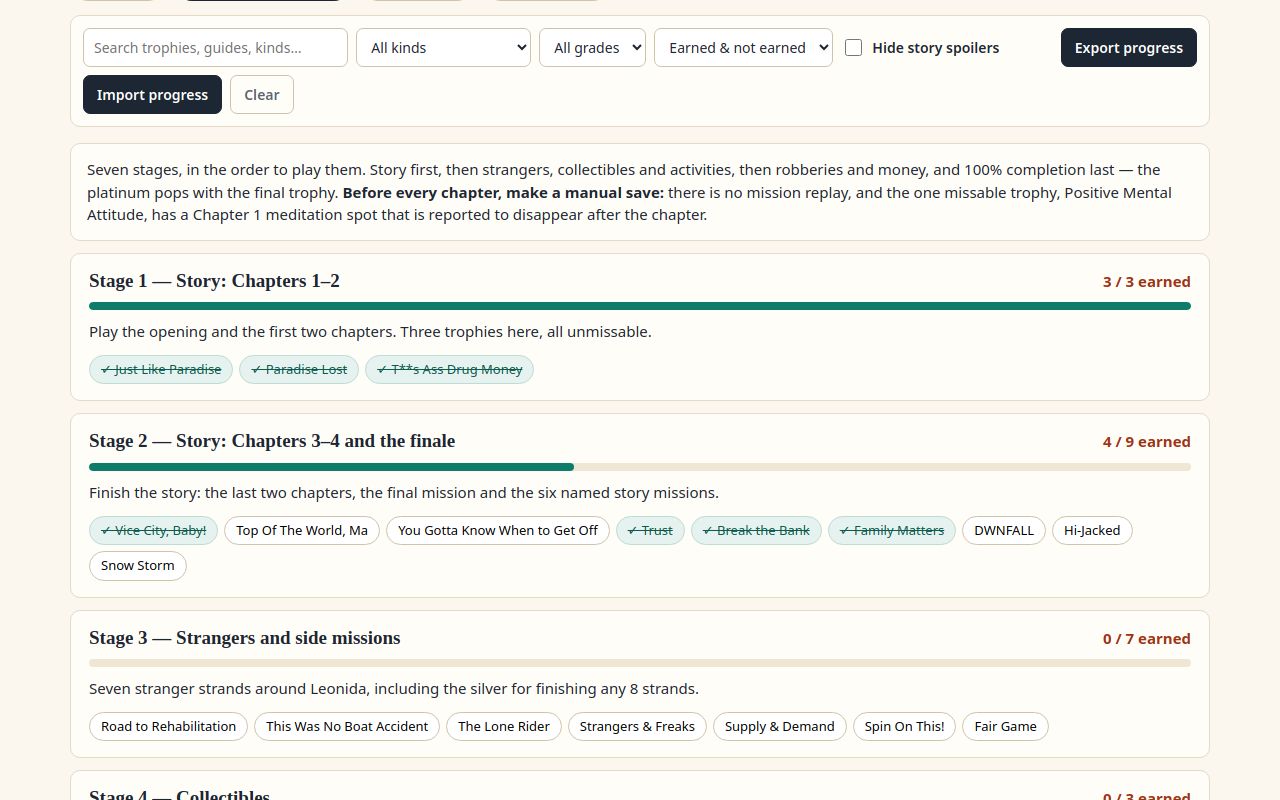 Search trophies, guides, kinds…
All kinds
All grades
Earned & not earned
Hide story spoilers
Export progress
Import progress
Clear
Seven stages, in the order to play them. Story first, then strangers, collectibles and activities, then robberies and money, and 100% completion last — the
platinum pops with the final trophy. Before every chapter, make a manual save: there is no mission replay, and the one missable trophy, Positive Mental
Attitude, has a Chapter 1 meditation spot that is reported to disappear after the chapter.
Stage 1 — Story: Chapters 1–2
3 / 3 earned
Play the opening and the first two chapters. Three trophies here, all unmissable.
✓ Just Like Paradise
✓ Paradise Lost
✓ T**s Ass Drug Money
Stage 2 — Story: Chapters 3–4 and the finale
4 / 9 earned
Finish the story: the last two chapters, the final mission and the six named story missions.
✓ Vice City, Baby!
Top Of The World, Ma
You Gotta Know When to Get Off
✓ Trust
✓ Break the Bank
✓ Family Matters
DWNFALL
Hi-Jacked
Snow Storm
Stage 3 — Strangers and side missions
0 / 7 earned
Seven stranger strands around Leonida, including the silver for finishing any 8 strands.
Road to Rehabilitation
This Was No Boat Accident
The Lone Rider
Strangers & Freaks
Supply & Demand
Spin On This!
Fair Game
Stage 4 — Collectibles
0 / 3 earned